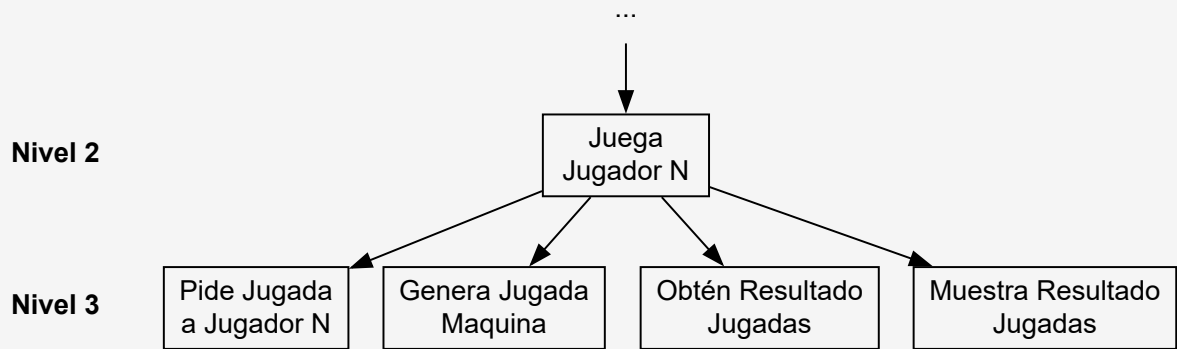 ...
Nivel 2
Juega
Jugador N
Nivel 3
Pide Jugada
a Jugador N
Genera Jugada
Maquina
Obtén Resultado
Jugadas
Muestra Resultado
Jugadas